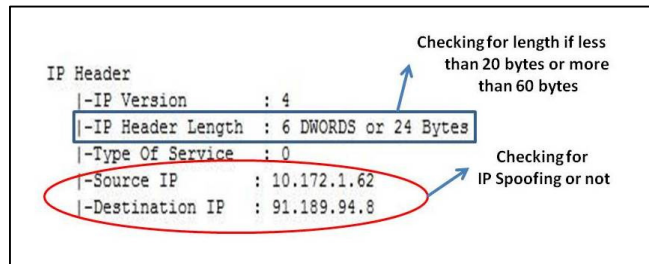 Checking for length if less
than 20 bytes or more
than 60 bytes
IP Header
|-IP Version : 4
|-IP Header Length : 6 DWORDS or 24 Bytes
|-Type Of Service : 0
|-Source IP : 10.172.1.62
|-Destination IP : 91.189.94.8
Checking for
IP Spoofing or not